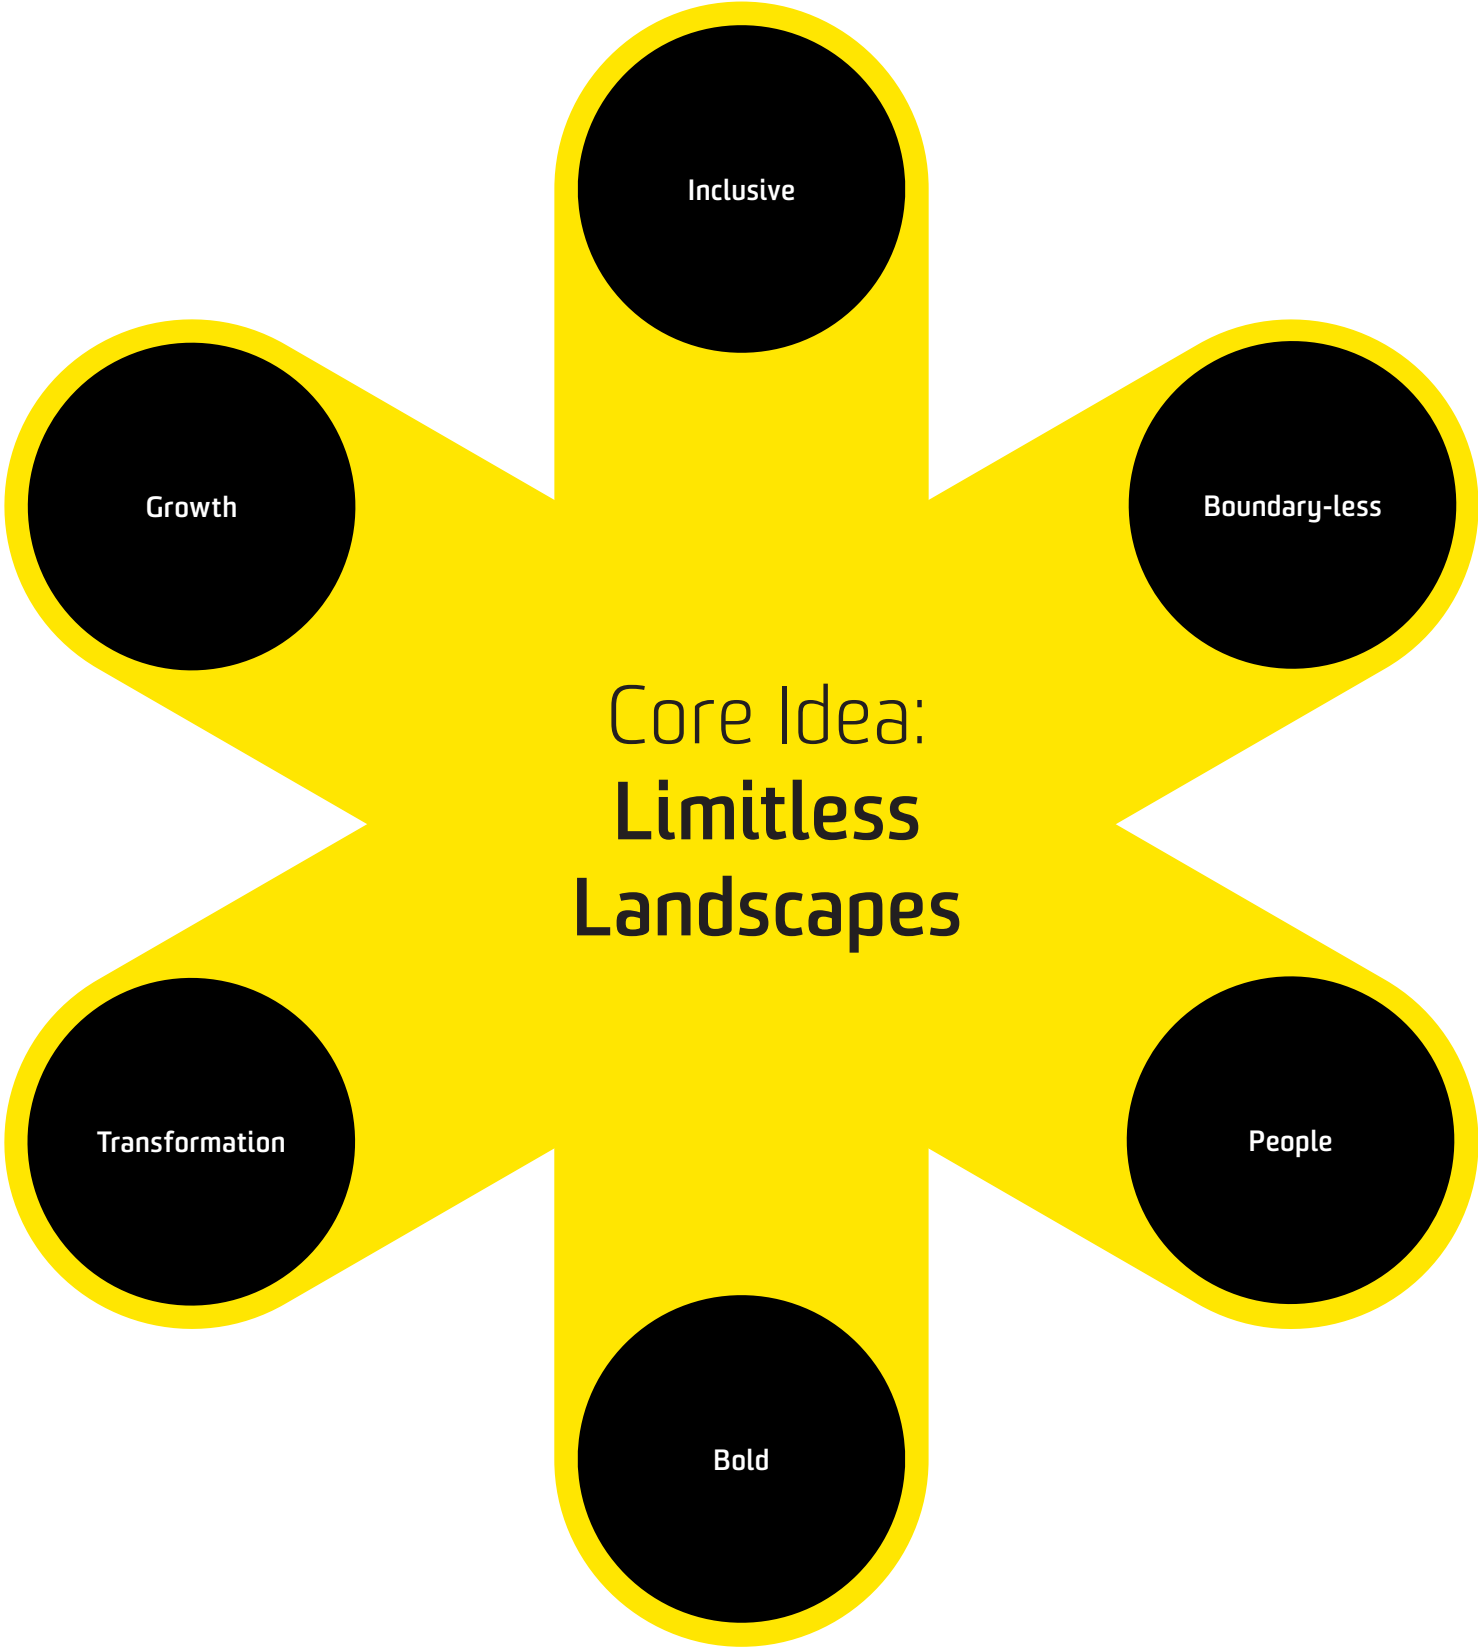 Inclusive
Growth
Boundary-less
Core Idea:
Limitless
Landscapes
Transformation
People
Bold